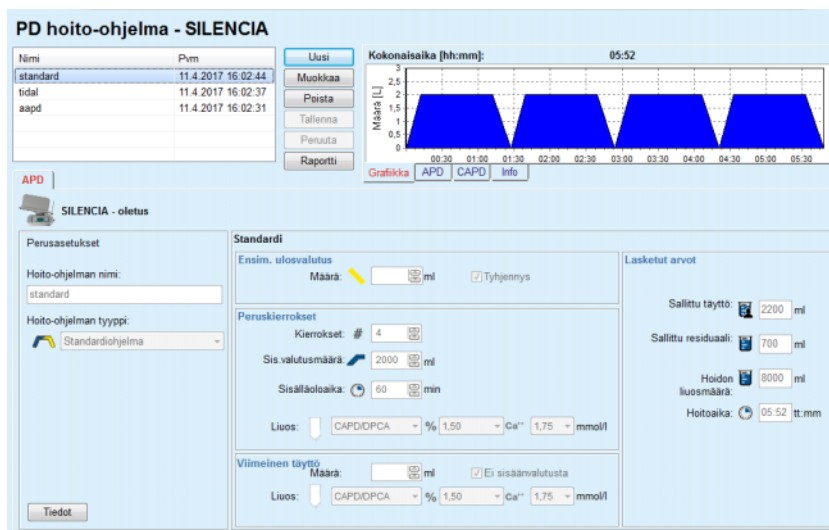 PD hoito-ohjelma - SILENCIA
Nimi Pvm
standard 11.4.2017 16:02:44
tidal 11.4.2017 16:02:37
aapd 11.4.2017 16:02:31
Uusi
Muokkaa
Poista
Tallenna
Peruuta
Raportti
Kokonaisaika [hh:mm]: 05:52
Määrä [L]
3
2,5
2
1,5
1
0,5
0
00:30 01:00 01:30 02:00 02:30 03:00 03:30 04:00 04:30 05:00 05:30
Grafiikka APD CAPD Info
APD
SILENCIA - oletus
Perusasetukset
Hoito-ohjelman nimi:
standard
Hoito-ohjelman tyyppi:
Standardiohjelma
Tiedot
Standardi
Ensim. ulosvalutus
Määrä: ml Tyhjennys
Peruskierrokset
Kierrokset: # 4
Sis.valutusmäärä: 2000 ml
Sisälläoloaika: 60 min
Liuos: CAPD/DPCA % 1,50 Ca⁺⁺ 1,75 mmol/l
Viimeinen täyttö
Määrä: ml Ei sisäänvalutusta
Liuos: CAPD/DPCA % 1,50 Ca⁺⁺ 1,75 mmol/l
Lasketut arvot
Sallittu täyttö: 2200 ml
Sallittu residuaali: 700 ml
Hoidon liuosmäärä: 8000 ml
Hoitoaika: 05:52 tt:mm